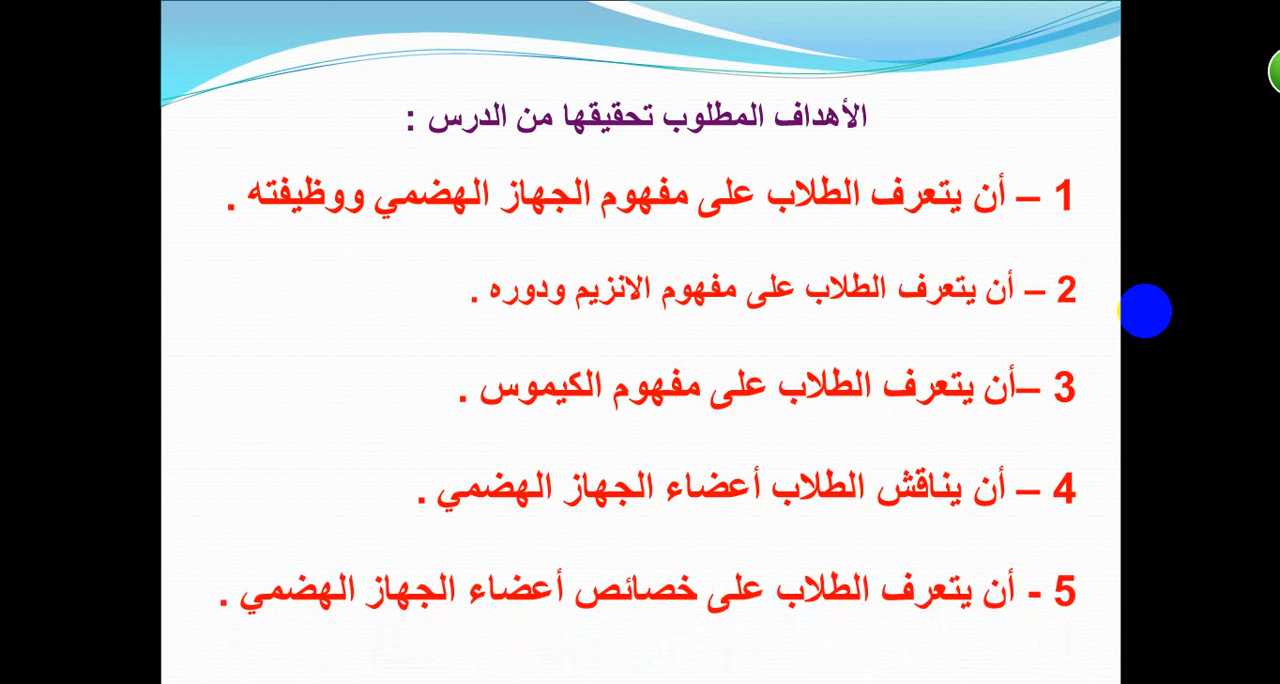 الأهداف المطلوب تحقيقها من الدرس :
1 – أن يتعرف الطلاب على مفهوم الجهاز الهضمي ووظيفته .
2 – أن يتعرف الطلاب على مفهوم الانزيم ودوره .
3 –أن يتعرف الطلاب على مفهوم الكيموس .
4 – أن يناقش الطلاب أعضاء الجهاز الهضمي .
5 - أن يتعرف الطلاب على خصائص أعضاء الجهاز الهضمي .